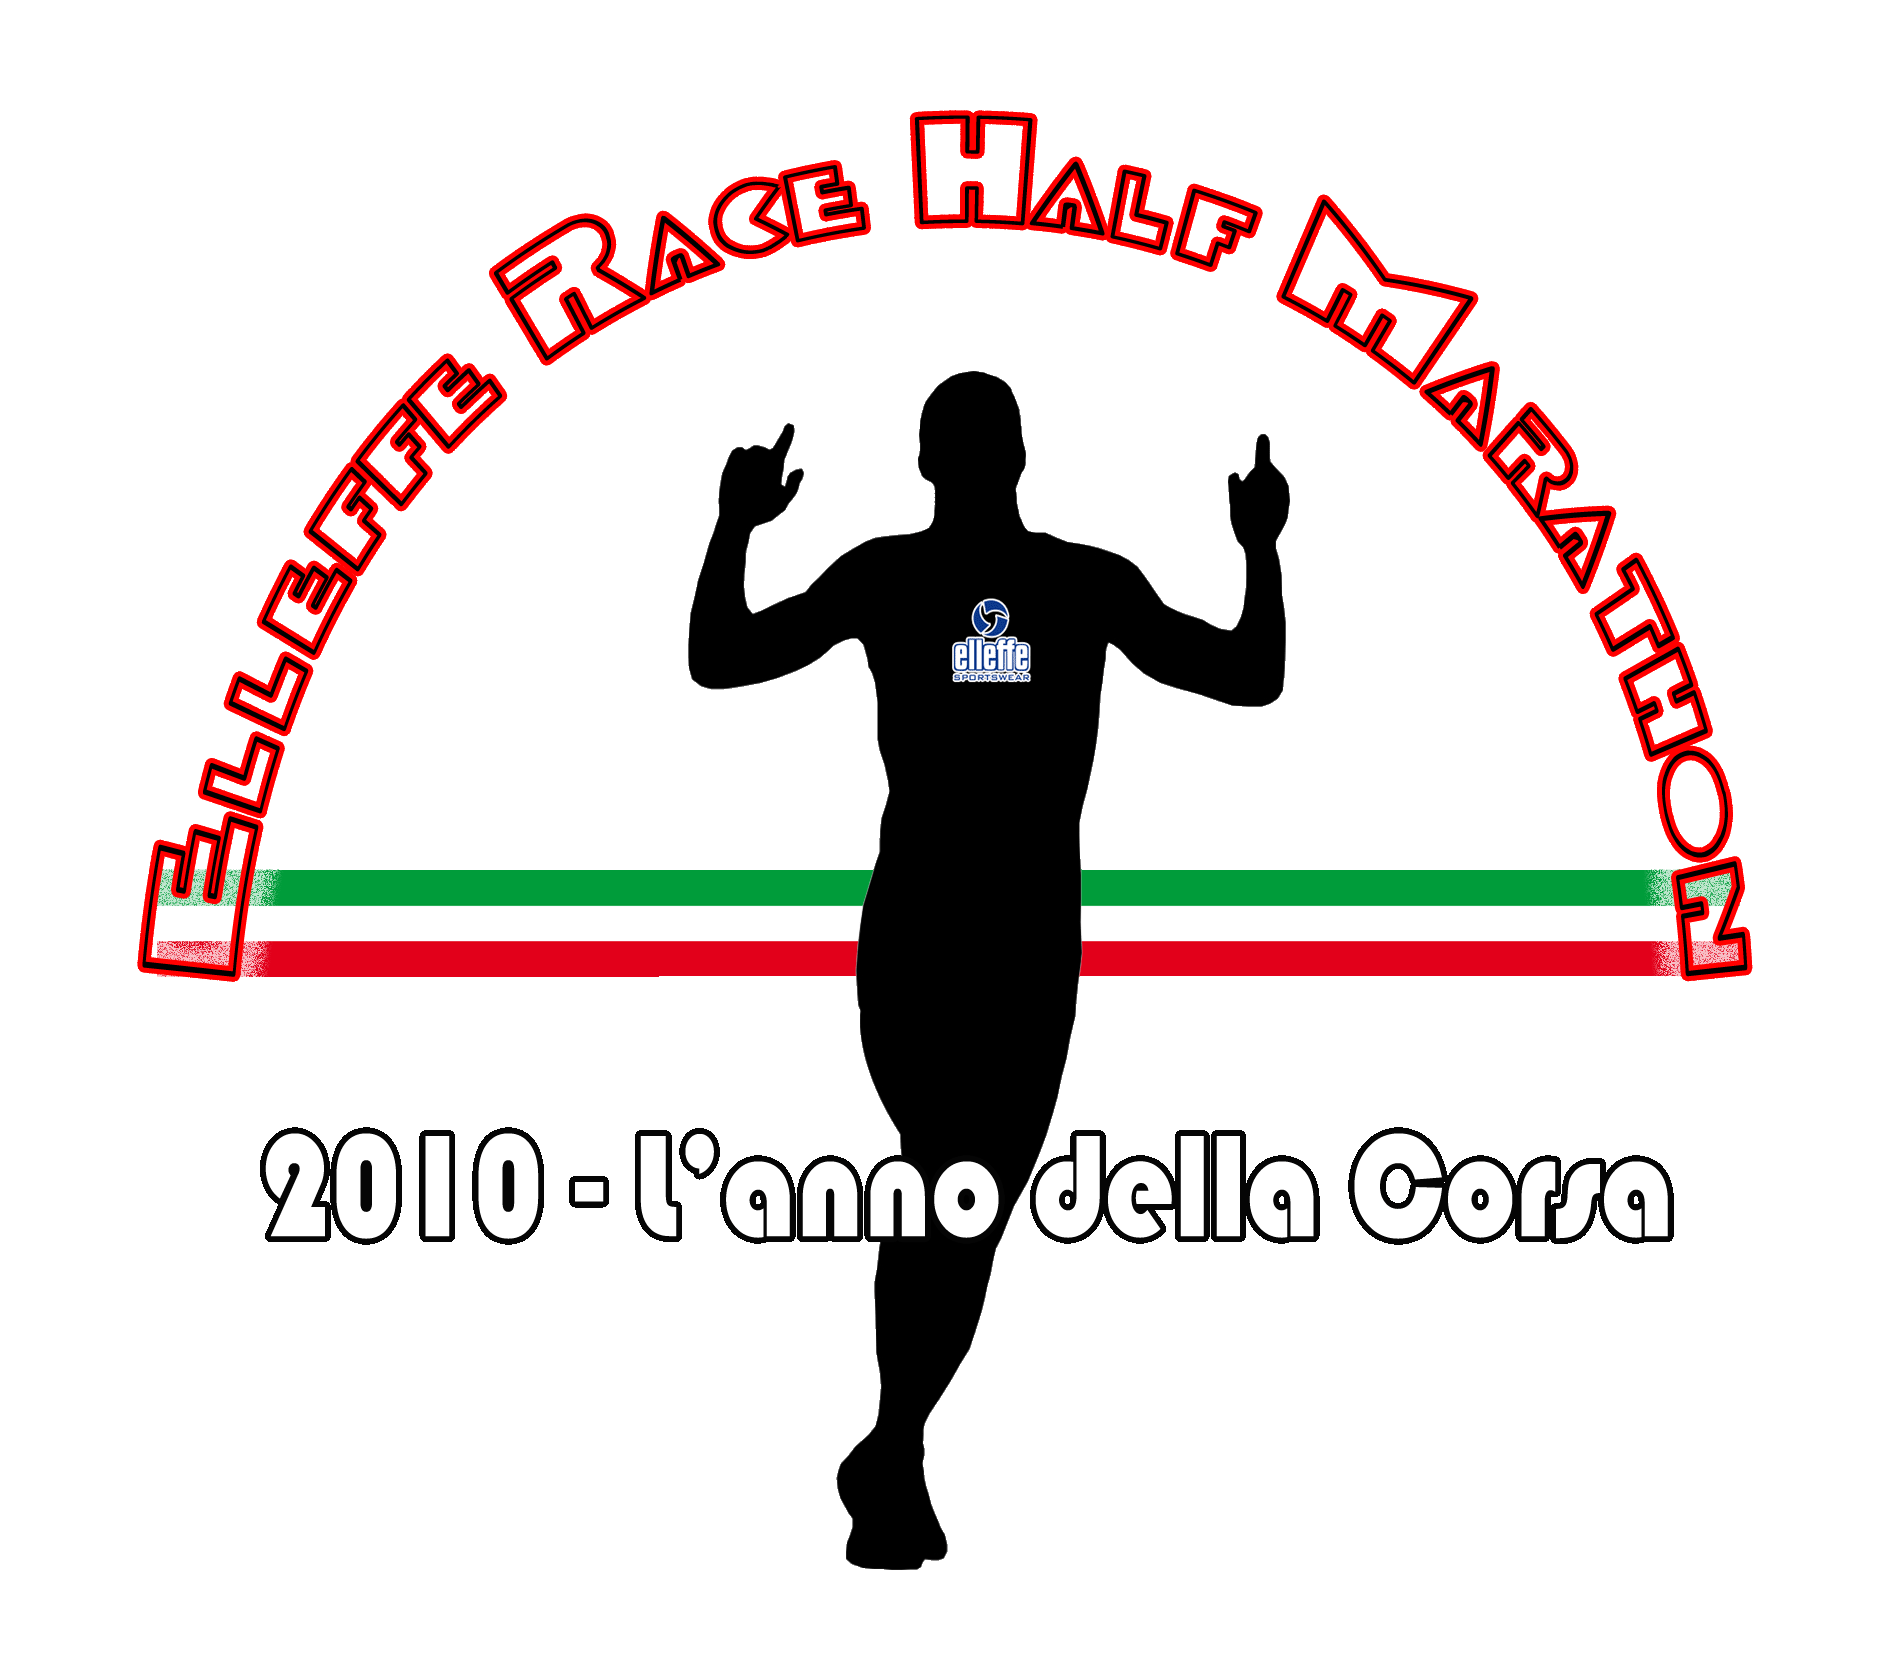 Elleffe Race Half Marathon
elleffe
SPORTSWEAR
2010 - L'anno della Corsa